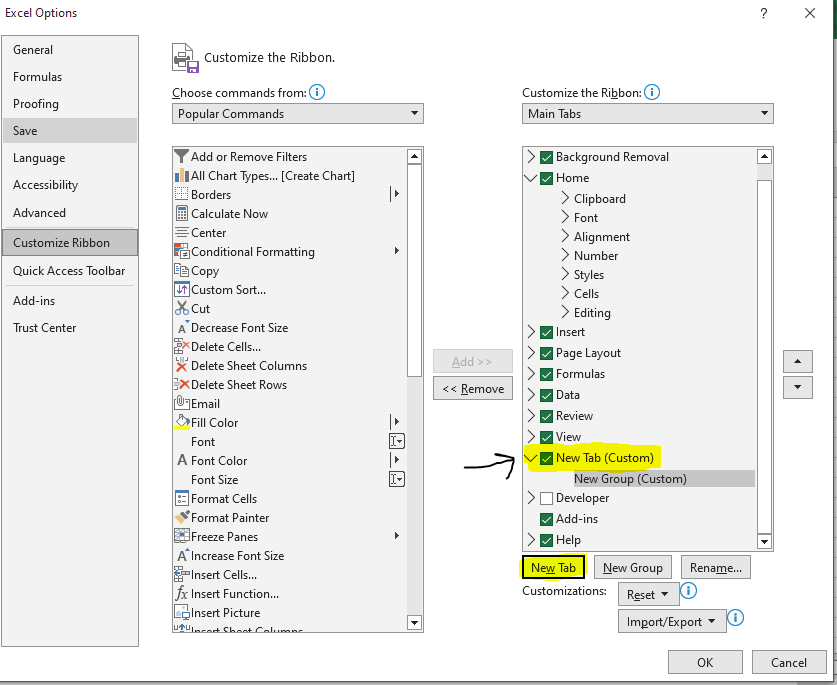 Excel Options
?
General
Formulas
Proofing
Save
Language
Accessibility
Advanced
Customize Ribbon
Quick Access Toolbar
Add-ins
Trust Center
Customize the Ribbon.
Choose commands from:
Popular Commands
Add or Remove Filters
All Chart Types... [Create Chart]
Borders
Calculate Now
Center
Conditional Formatting
Copy
Custom Sort...
Cut
Decrease Font Size
Delete Cells...
Delete Sheet Columns
Delete Sheet Rows
Email
Fill Color
Font
Font Color
Font Size
Format Cells
Format Painter
Freeze Panes
Increase Font Size
Insert Cells...
Insert Function...
Insert Picture
Insert Sheet Columns
Add >>
<< Remove
Customize the Ribbon:
Main Tabs
Background Removal
Home
Clipboard
Font
Alignment
Number
Styles
Cells
Editing
Insert
Page Layout
Formulas
Data
Review
View
New Tab (Custom)
New Group (Custom)
Developer
Add-ins
Help
New Tab
New Group
Rename...
Customizations:
Reset
Import/Export
OK
Cancel